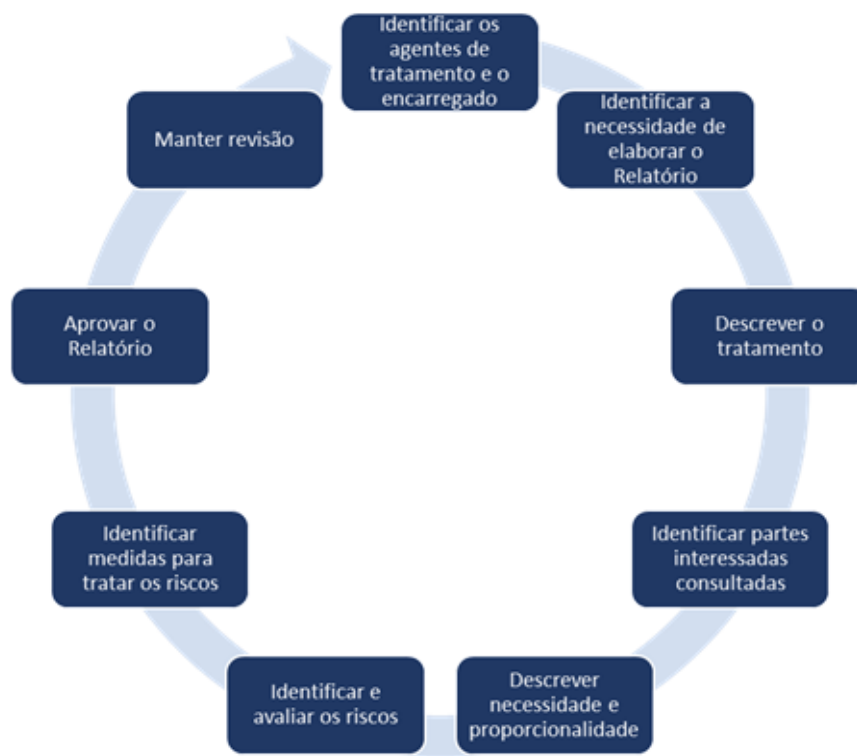 Identificar os
agentes de
tratamento e o
encarregado
Identificar a
necessidade de
elaborar o
Relatório
Descrever o
tratamento
Identificar partes
interessadas
consultadas
Descrever
necessidade e
proporcionalidade
Identificar e
avaliar os riscos
Identificar
medidas para
tratar os riscos
Aprovar o
Relatório
Manter revisão